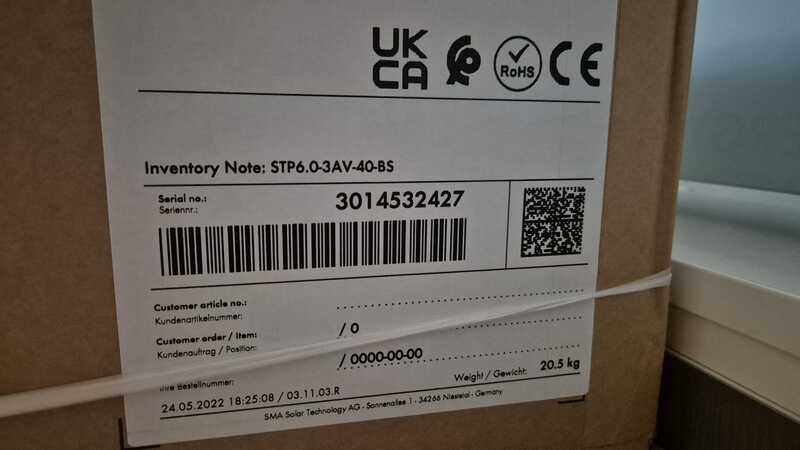 UK
CA
RoHS
CE
Inventory Note: STP6.0-3AV-40-BS
Serial no.: 3014532427
Seriennr.:
Customer article no.:
Kundenartikelnummer:
Customer order / Item: / 0
Kundenauftrag / Position:
/ 0000-00-00
Ihre Bestellnummer:
Weight / Gewicht: 20.5 kg
24.05.2022 18:25:08 / 03.11.03.R
SMA Solar Technology AG - Sonnenallee 1 - 34266 Niestetal - Germany